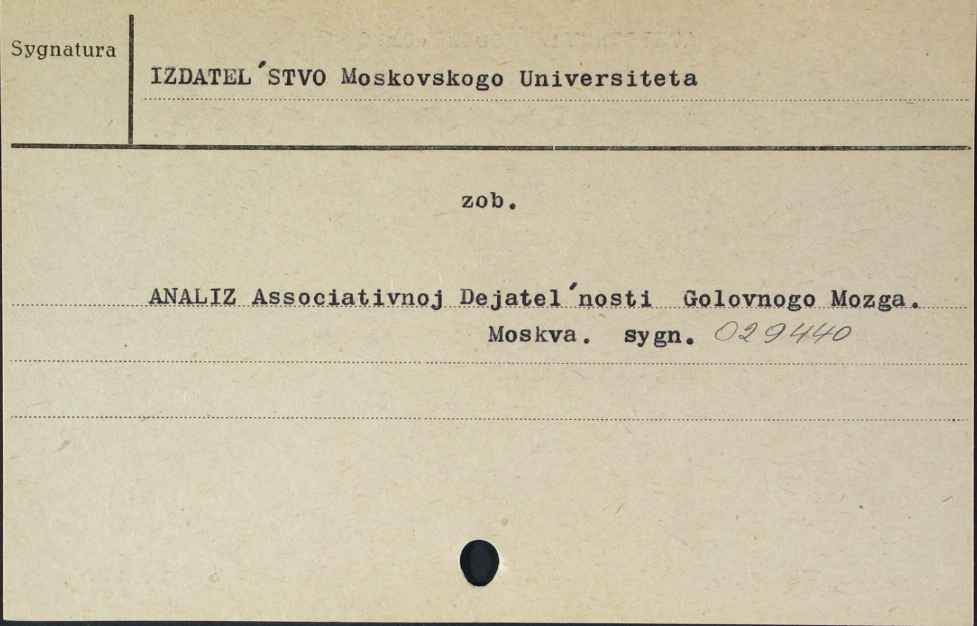 Sygnatura
IZDATEL´STVO Moskovskogo Universiteta
zob.
ANALIZ Associativnoj Dejatel´nosti Golovnogo Mozga.
Moskva. sygn. 029440